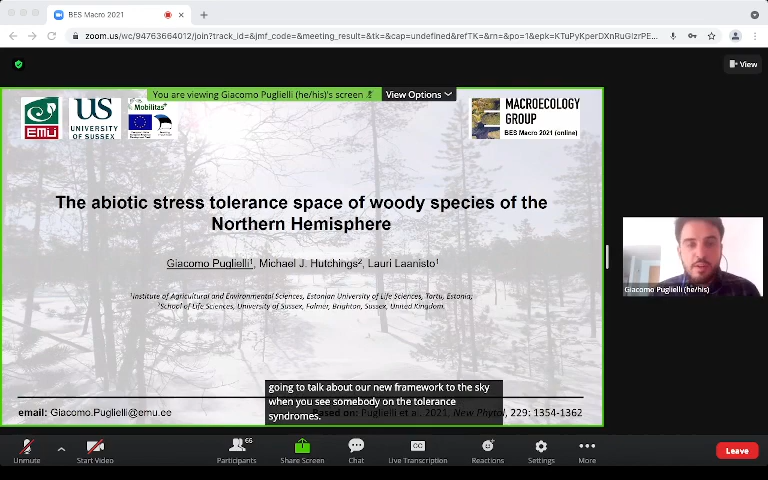 BES Macro 2021
zoom.us/wc/94763664012/join?track_id=&jmf_code=&meeting_result=&tk=&cap=undefined&refTK=&rn=&po=1&epk=KTuPyKperDXnRuGIzrPE...
View
You are viewing Giacomo Puglielli (he/his)'s screen
View Options
EMÜ
US
UNIVERSITY
OF SUSSEX
Mobilitas+
MACROECOLOGY
GROUP
BES Macro 2021 (online)
The abiotic stress tolerance space of woody species of the
Northern Hemisphere
Giacomo Puglielli¹, Michael J. Hutchings², Lauri Laanisto¹
¹Institute of Agricultural and Environmental Sciences, Estonian University of Life Sciences, Tartu, Estonia;
²School of Life Sciences, University of Sussex, Falmer, Brighton, Sussex, United Kingdom.
Giacomo Puglielli (he/his)
going to talk about our new framework to the sky
when you see somebody on the tolerance
syndromes.
email: Giacomo.Puglielli@emu.ee
Based on: Puglielli et al. 2021, New Phytol, 229: 1354-1362
66
CC
Unmute
Start Video
Participants
Share Screen
Chat
Live Transcription
Reactions
Settings
More
Leave